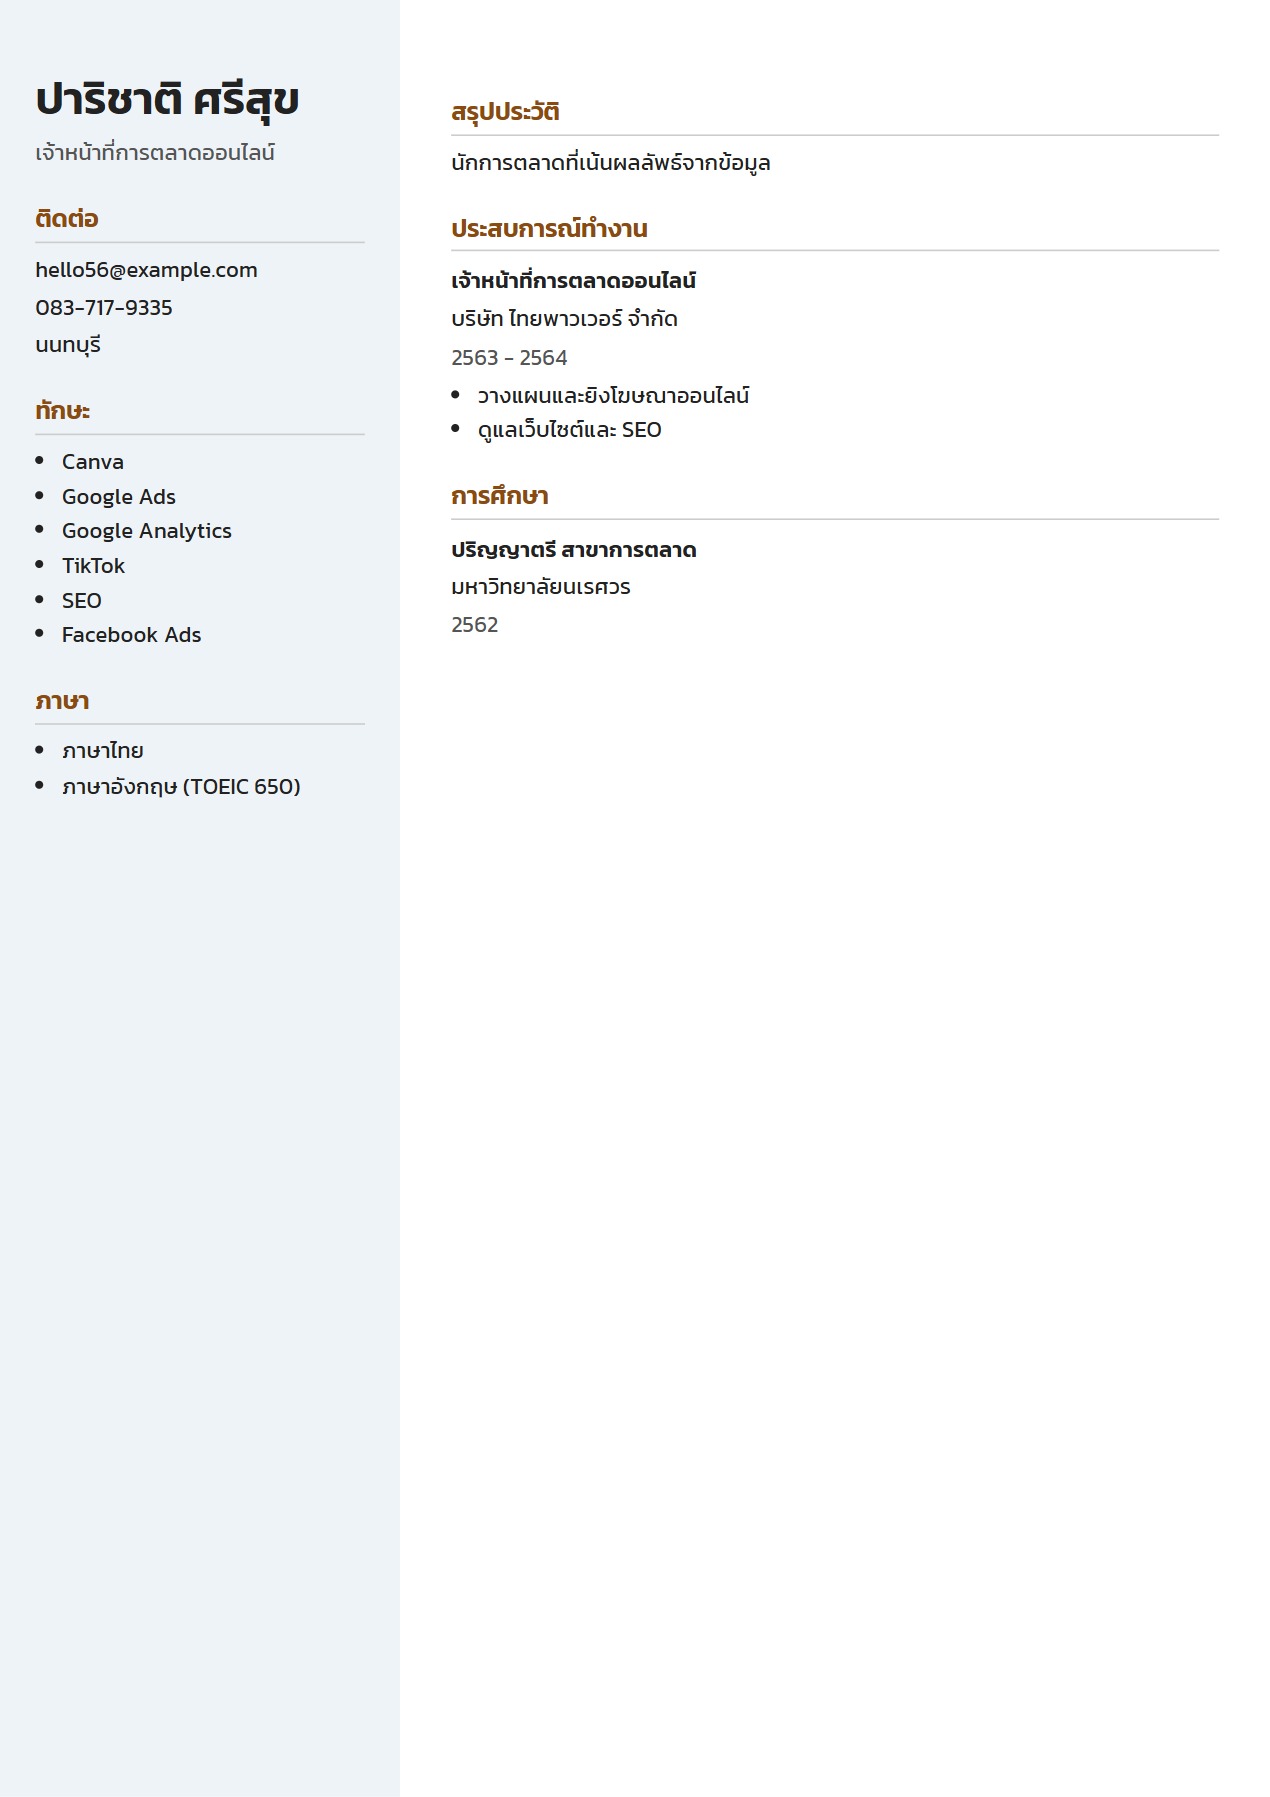 ปาริชาติ ศรีสุข
เจ้าหน้าที่การตลาดออนไลน์
ติดต่อ
hello56@example.com
083-717-9335
นนทบุรี
ทักษะ
• Canva
• Google Ads
• Google Analytics
• TikTok
• SEO
• Facebook Ads
ภาษา
• ภาษาไทย
• ภาษาอังกฤษ (TOEIC 650)
สรุปประวัติ
นักการตลาดที่เน้นผลลัพธ์จากข้อมูล
ประสบการณ์ทำงาน
เจ้าหน้าที่การตลาดออนไลน์
บริษัท ไทยพาวเวอร์ จำกัด
2563 - 2564
• วางแผนและยิงโฆษณาออนไลน์
• ดูแลเว็บไซต์และ SEO
การศึกษา
ปริญญาตรี สาขาการตลาด
มหาวิทยาลัยนเรศวร
2562